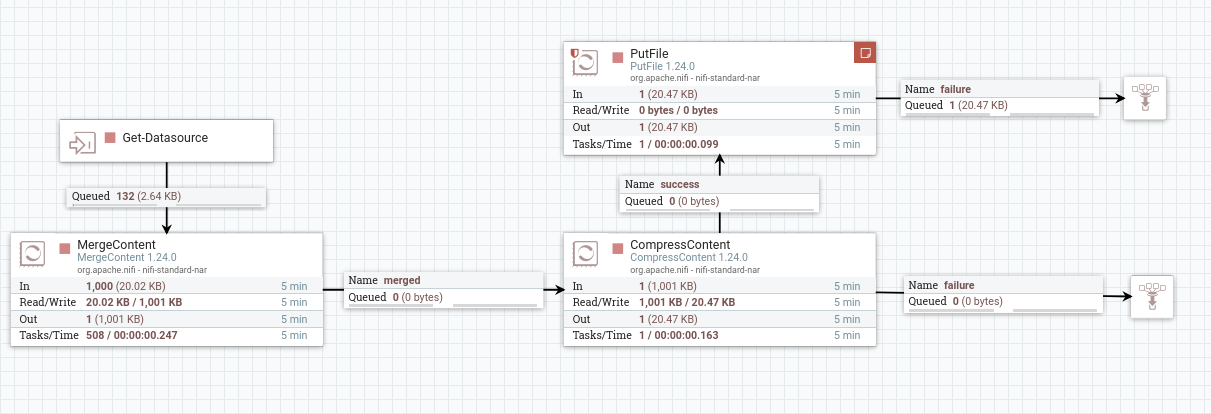 PutFile
PutFile 1.24.0
org.apache.nifi - nifi-standard-nar
In 1 (20.47 KB) 5 min
Read/Write 0 bytes / 0 bytes 5 min
Out 1 (20.47 KB) 5 min
Tasks/Time 1 / 00:00:00.099 5 min
Name failure
Queued 1 (20.47 KB)
Get-Datasource
Queued 132 (2.64 KB)
Name success
Queued 0 (0 bytes)
MergeContent
MergeContent 1.24.0
org.apache.nifi - nifi-standard-nar
In 1,000 (20.02 KB) 5 min
Read/Write 20.02 KB / 1,001 KB 5 min
Out 1 (1,001 KB) 5 min
Tasks/Time 508 / 00:00:00.247 5 min
Name merged
Queued 0 (0 bytes)
CompressContent
CompressContent 1.24.0
org.apache.nifi - nifi-standard-nar
In 1 (1,001 KB) 5 min
Read/Write 1,001 KB / 20.47 KB 5 min
Out 1 (20.47 KB) 5 min
Tasks/Time 1 / 00:00:00.163 5 min
Name failure
Queued 0 (0 bytes)